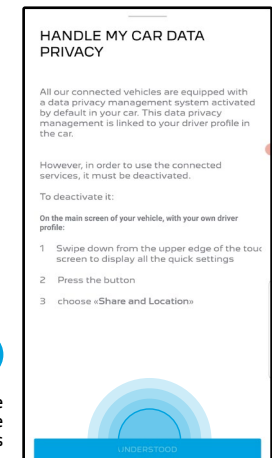 HANDLE MY CAR DATA
PRIVACY
All our connected vehicles are equipped with
a data privacy management system activated
by default in your car. This data privacy
management is linked to your driver profile in
the car.
However, in order to use the connected
services, it must be deactivated.
To deactivate it:
On the main screen of your vehicle, with your own driver
profile:
1 Swipe down from the upper edge of the
screen to display all the quick settings
2 Press the button
3 choose «Share and Location»
UNDERSTOOD